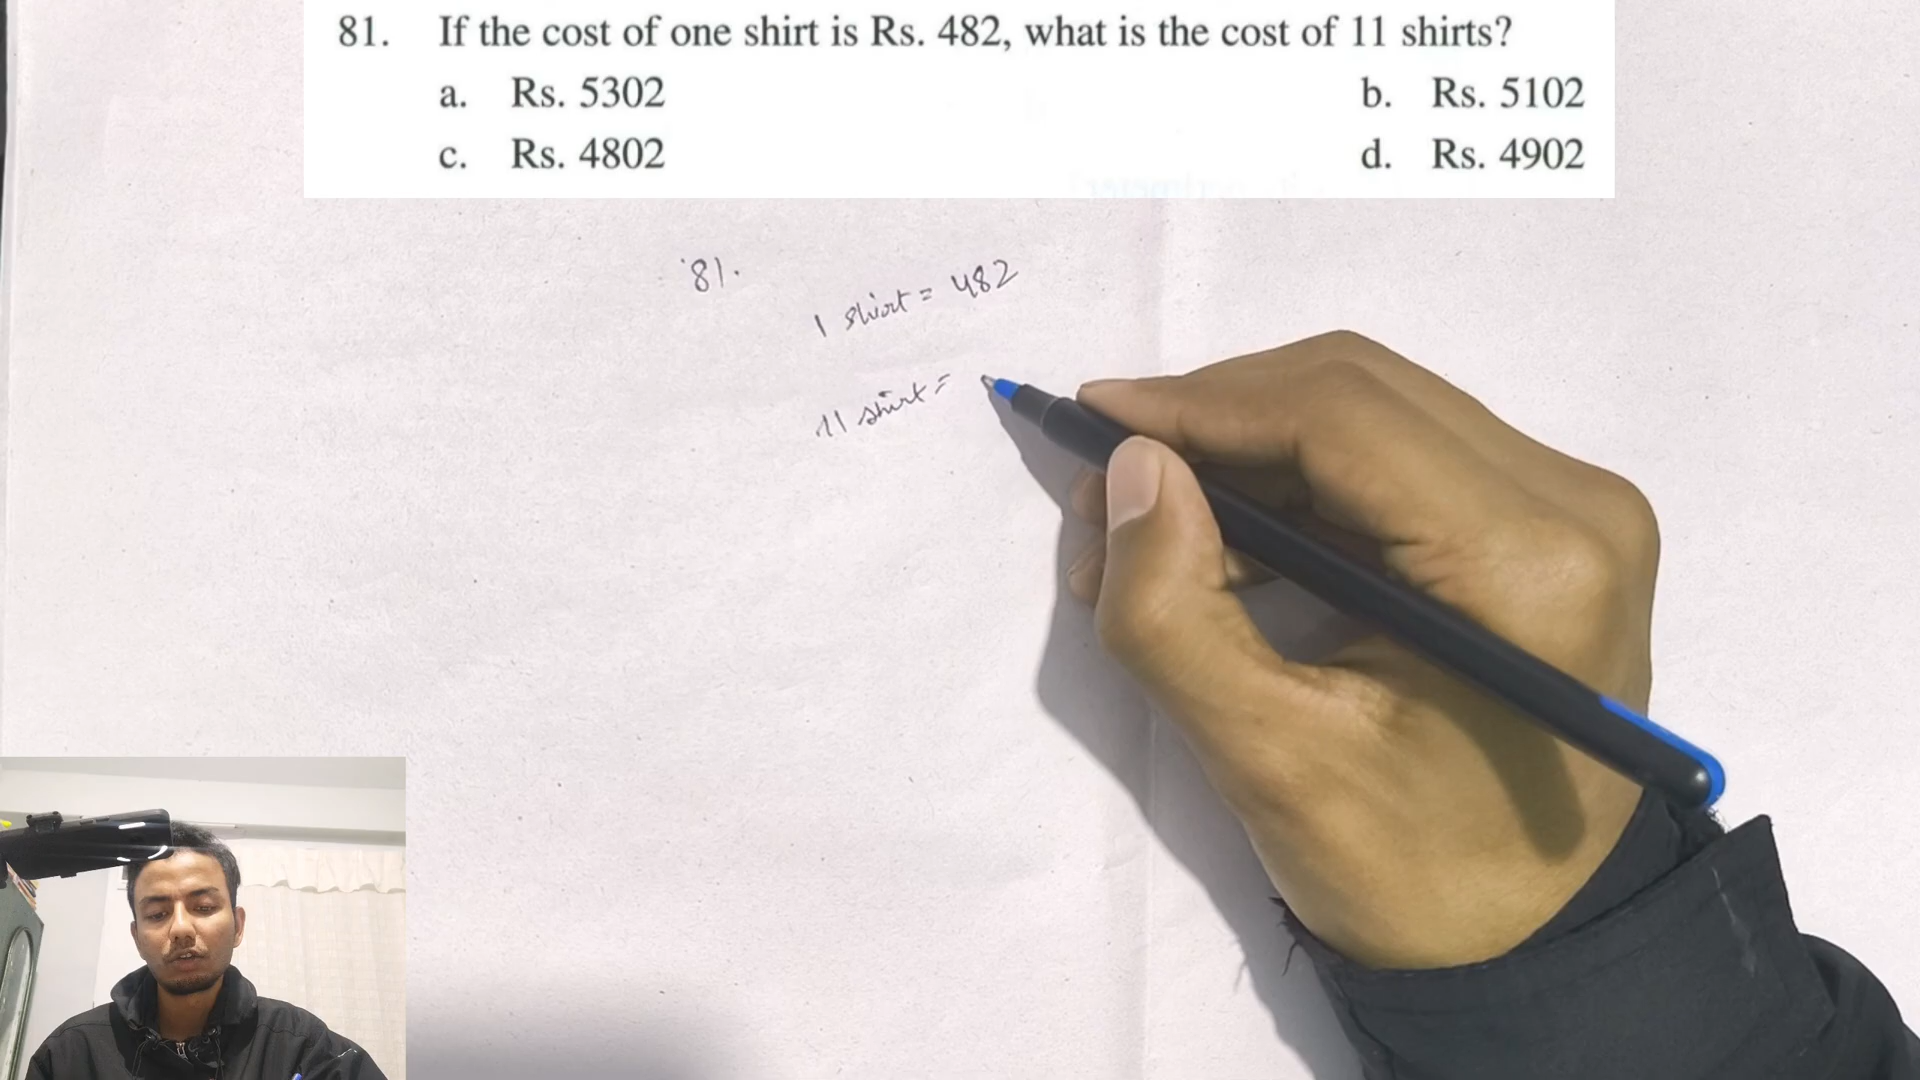 81. If the cost of one shirt is Rs. 482, what is the cost of 11 shirts?
a. Rs. 5302 b. Rs. 5102
c. Rs. 4802 d. Rs. 4902
81.
1 shirt = 482
11 shirt =